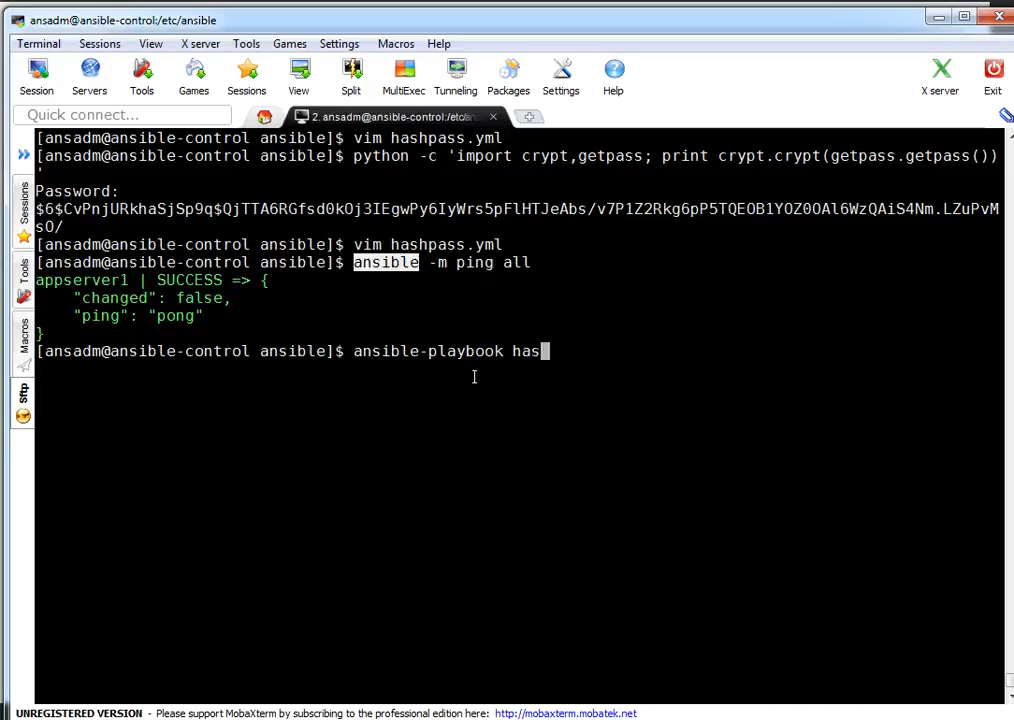 ansadm@ansible-control:/etc/ansible
Terminal Sessions View X server Tools Games Settings Macros Help
Session Servers Tools Games Sessions View Split MultiExec Tunneling Packages Settings Help X server Exit
Quick connect...
2. ansadm@ansible-control:/etc/an
[ansadm@ansible-control ansible]$ vim hashpass.yml
[ansadm@ansible-control ansible]$ python -c 'import crypt,getpass; print crypt.crypt(getpass.getpass())
'
Password:
$6$CvPnjURkhaSjSp9q$QjTTA6RGfsd0kOj3IEgwPy6IyWrs5pFlHTJeAbs/v7P1Z2Rkg6pP5TQEOB1YOZ0OAl6WzQAiS4Nm.LZuPvM
sO/
[ansadm@ansible-control ansible]$ vim hashpass.yml
[ansadm@ansible-control ansible]$ ansible -m ping all
appserver1 | SUCCESS => {
"changed": false,
"ping": "pong"
}
[ansadm@ansible-control ansible]$ ansible-playbook has
Sessions
Tools
Macros
Sftp
UNREGISTERED VERSION - Please support MobaXterm by subscribing to the professional edition here: http://mobaxterm.mobatek.net